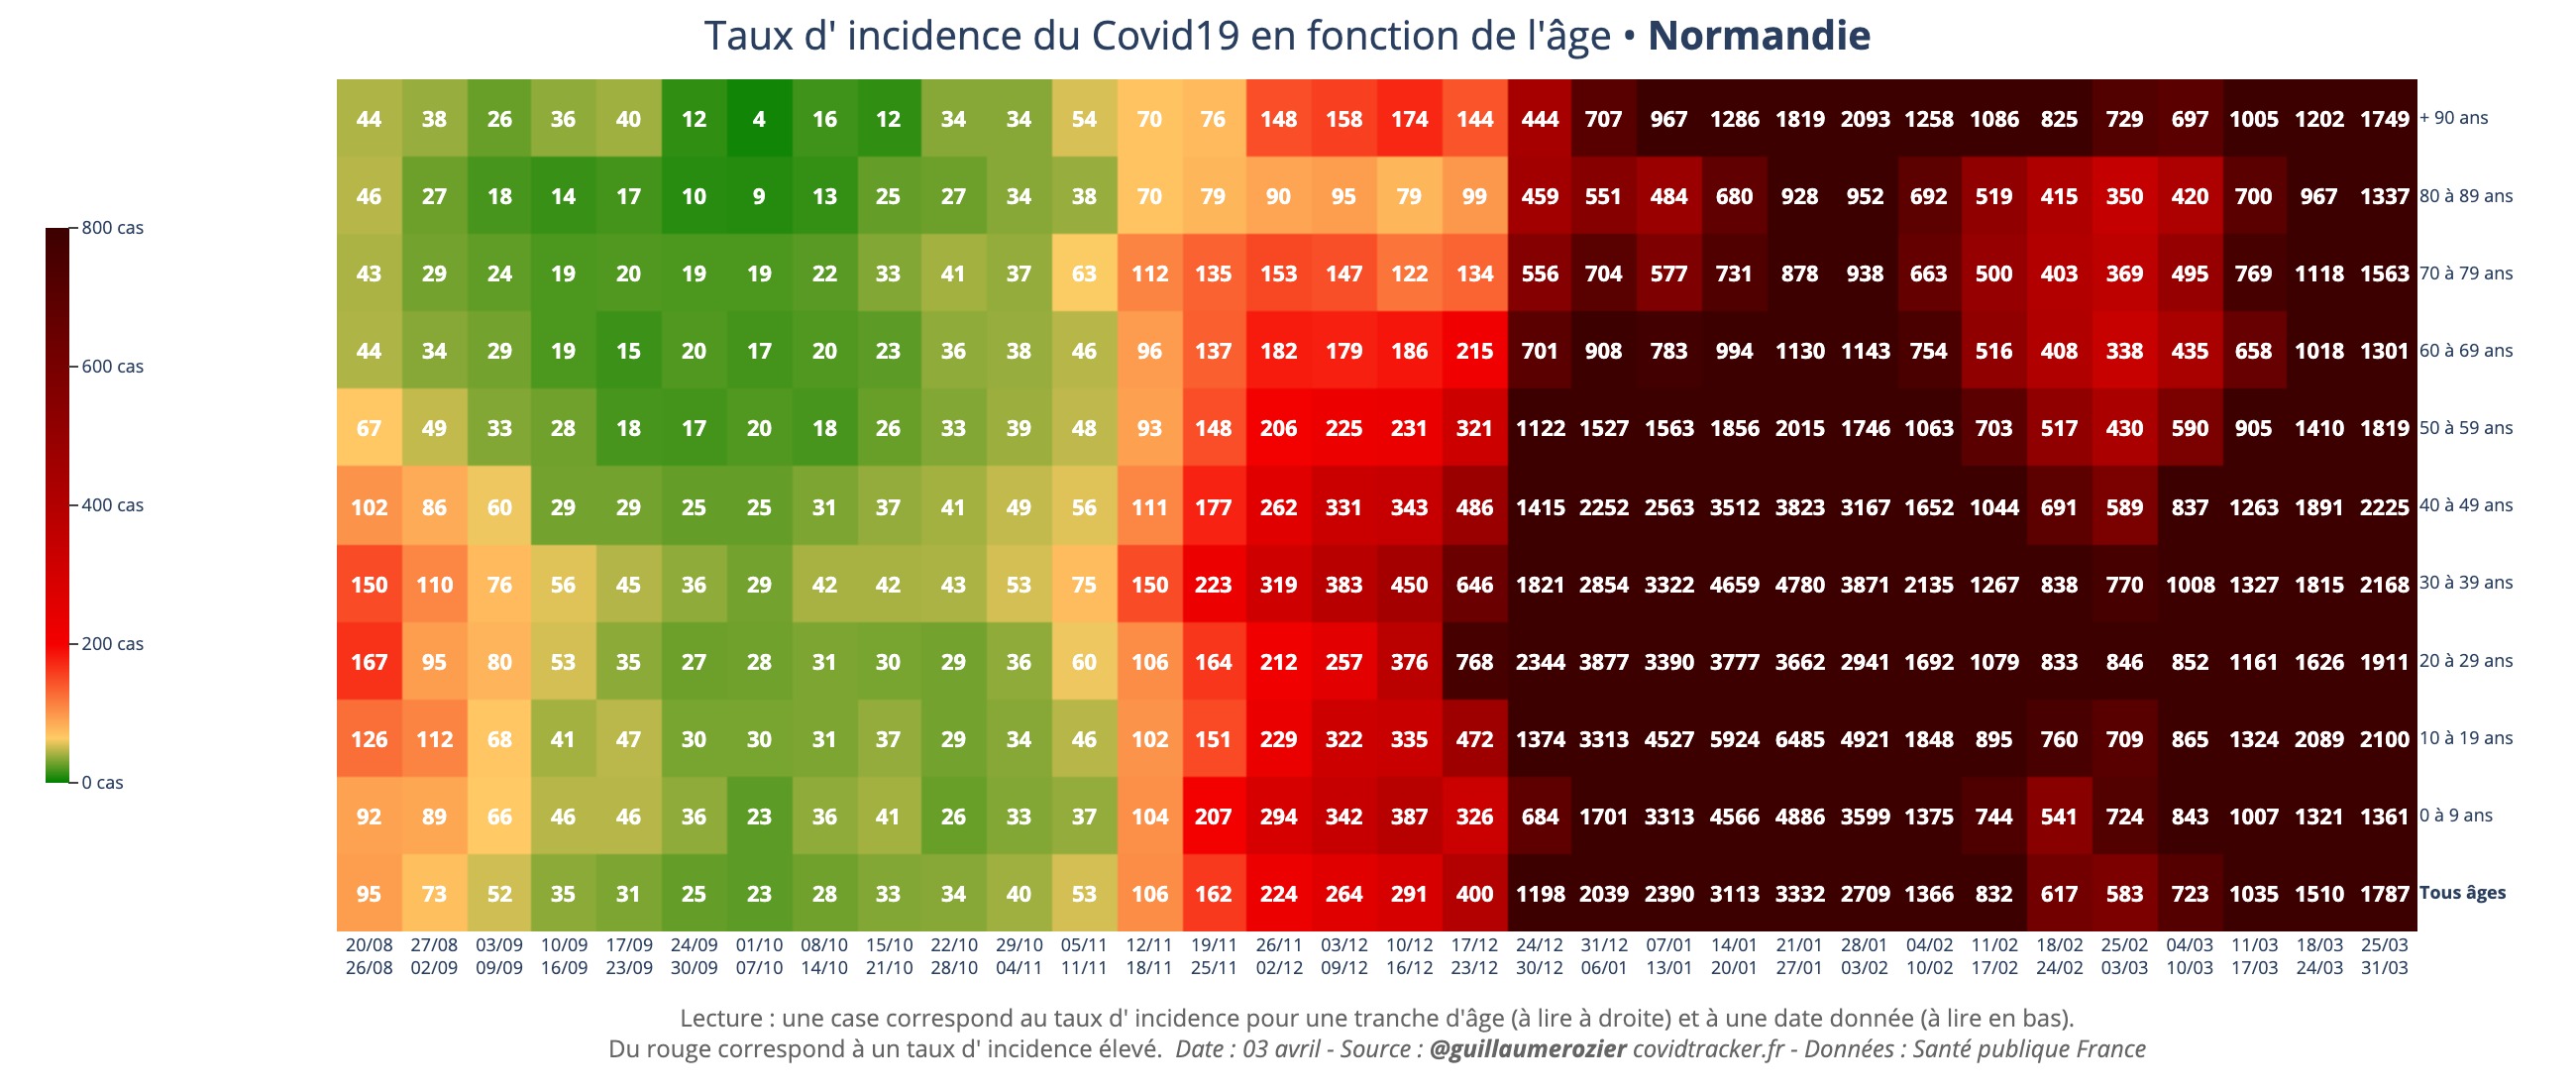 Taux d' incidence du Covid19 en fonction de l'âge • Normandie
44 38 26 36 40 12 4 16 12 34 34 54 70 76 148 158 174 144 444 707 967 1286 1819 2093 1258 1086 825 729 697 1005 1202 1749 + 90 ans
46 27 18 14 17 10 9 13 25 27 34 38 70 79 90 95 79 99 459 551 484 680 928 952 692 519 415 350 420 700 967 1337 80 à 89 ans
800 cas
43 29 24 19 20 19 19 22 33 41 37 63 112 135 153 147 122 134 556 704 577 731 878 938 663 500 403 369 495 769 1118 1563 70 à 79 ans
44 34 29 19 15 20 17 20 23 36 38 46 96 137 182 179 186 215 701 908 783 994 1130 1143 754 516 408 338 435 658 1018 1301 60 à 69 ans
600 cas
67 49 33 28 18 17 20 18 26 33 39 48 93 148 206 225 231 321 1122 1527 1563 1856 2015 1746 1063 703 517 430 590 905 1410 1819 50 à 59 ans
400 cas
102 86 60 29 29 25 25 31 37 41 49 56 111 177 262 331 343 486 1415 2252 2563 3512 3823 3167 1652 1044 691 589 837 1263 1891 2225 40 à 49 ans
150 110 76 56 45 36 29 42 42 43 53 75 150 223 319 383 450 646 1821 2854 3322 4659 4780 3871 2135 1267 838 770 1008 1327 1815 2168 30 à 39 ans
200 cas
167 95 80 53 35 27 28 31 30 29 36 60 106 164 212 257 376 768 2344 3877 3390 3777 3662 2941 1692 1079 833 846 852 1161 1626 1911 20 à 29 ans
126 112 68 41 47 30 30 31 37 29 34 46 102 151 229 322 335 472 1374 3313 4527 5924 6485 4921 1848 895 760 709 865 1324 2089 2100 10 à 19 ans
0 cas
92 89 66 46 46 36 23 36 41 26 33 37 104 207 294 342 387 326 684 1701 3313 4566 4886 3599 1375 744 541 724 843 1007 1321 1361 0 à 9 ans
95 73 52 35 31 25 23 28 33 34 40 53 106 162 224 264 291 400 1198 2039 2390 3113 3332 2709 1366 832 617 583 723 1035 1510 1787 Tous âges
20/08 27/08 03/09 10/09 17/09 24/09 01/10 08/10 15/10 22/10 29/10 05/11 12/11 19/11 26/11 03/12 10/12 17/12 24/12 31/12 07/01 14/01 21/01 28/01 04/02 11/02 18/02 25/02 04/03 11/03 18/03 25/03
26/08 02/09 09/09 16/09 23/09 30/09 07/10 14/10 21/10 28/10 04/11 11/11 18/11 25/11 02/12 09/12 16/12 23/12 30/12 06/01 13/01 20/01 27/01 03/02 10/02 17/02 24/02 03/03 10/03 17/03 24/03 31/03
Lecture : une case correspond au taux d' incidence pour une tranche d'âge (à lire à droite) et à une date donnée (à lire en bas).
Du rouge correspond à un taux d' incidence élevé. Date : 03 avril - Source : @guillaumerozier covidtracker.fr - Données : Santé publique France